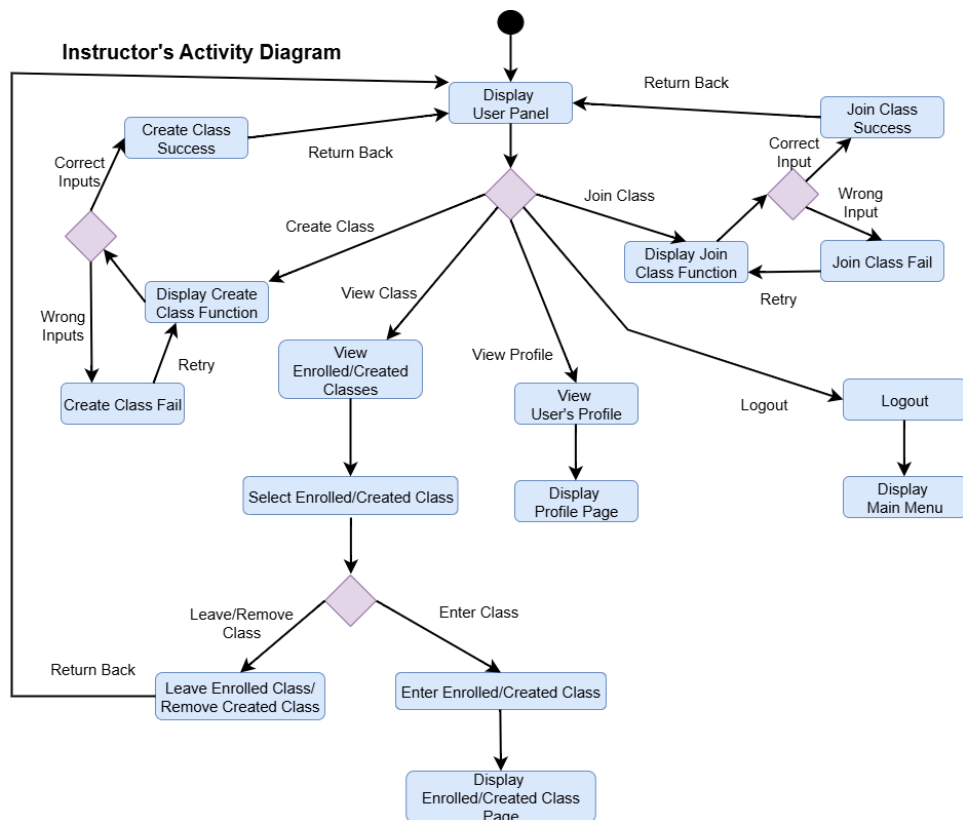 Instructor's Activity Diagram
Display
User Panel
Return Back
Join Class
Success
Create Class
Success
Return Back
Correct
Inputs
Correct
Input
Wrong
Input
Join Class
Create Class
Display Join
Class Function
Join Class Fail
Retry
View Class
Display Create
Class Function
Wrong
Inputs
Retry
Create Class Fail
View
Enrolled/Created
Classes
View Profile
View
User's Profile
Logout
Logout
Select Enrolled/Created Class
Display
Profile Page
Display
Main Menu
Leave/Remove
Class
Enter Class
Return Back
Leave Enrolled Class/
Remove Created Class
Enter Enrolled/Created Class
Display
Enrolled/Created Class
Page